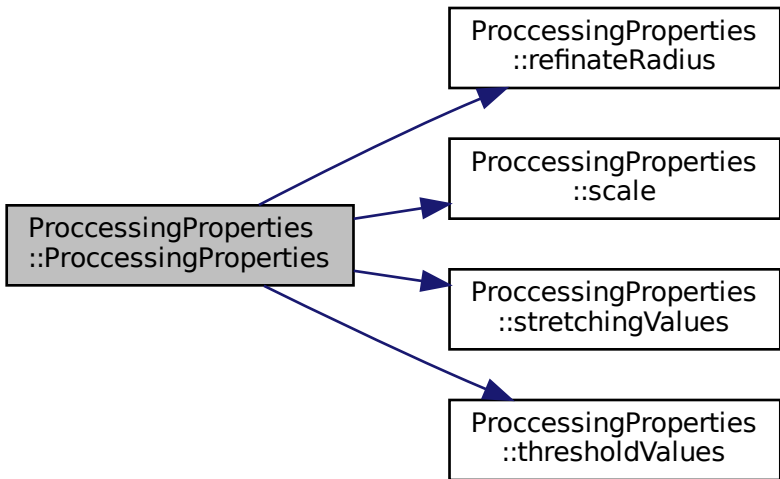 ProccessingProperties
::refinateRadius
ProccessingProperties
::scale
ProccessingProperties
::ProccessingProperties
ProccessingProperties
::stretchingValues
ProccessingProperties
::thresholdValues